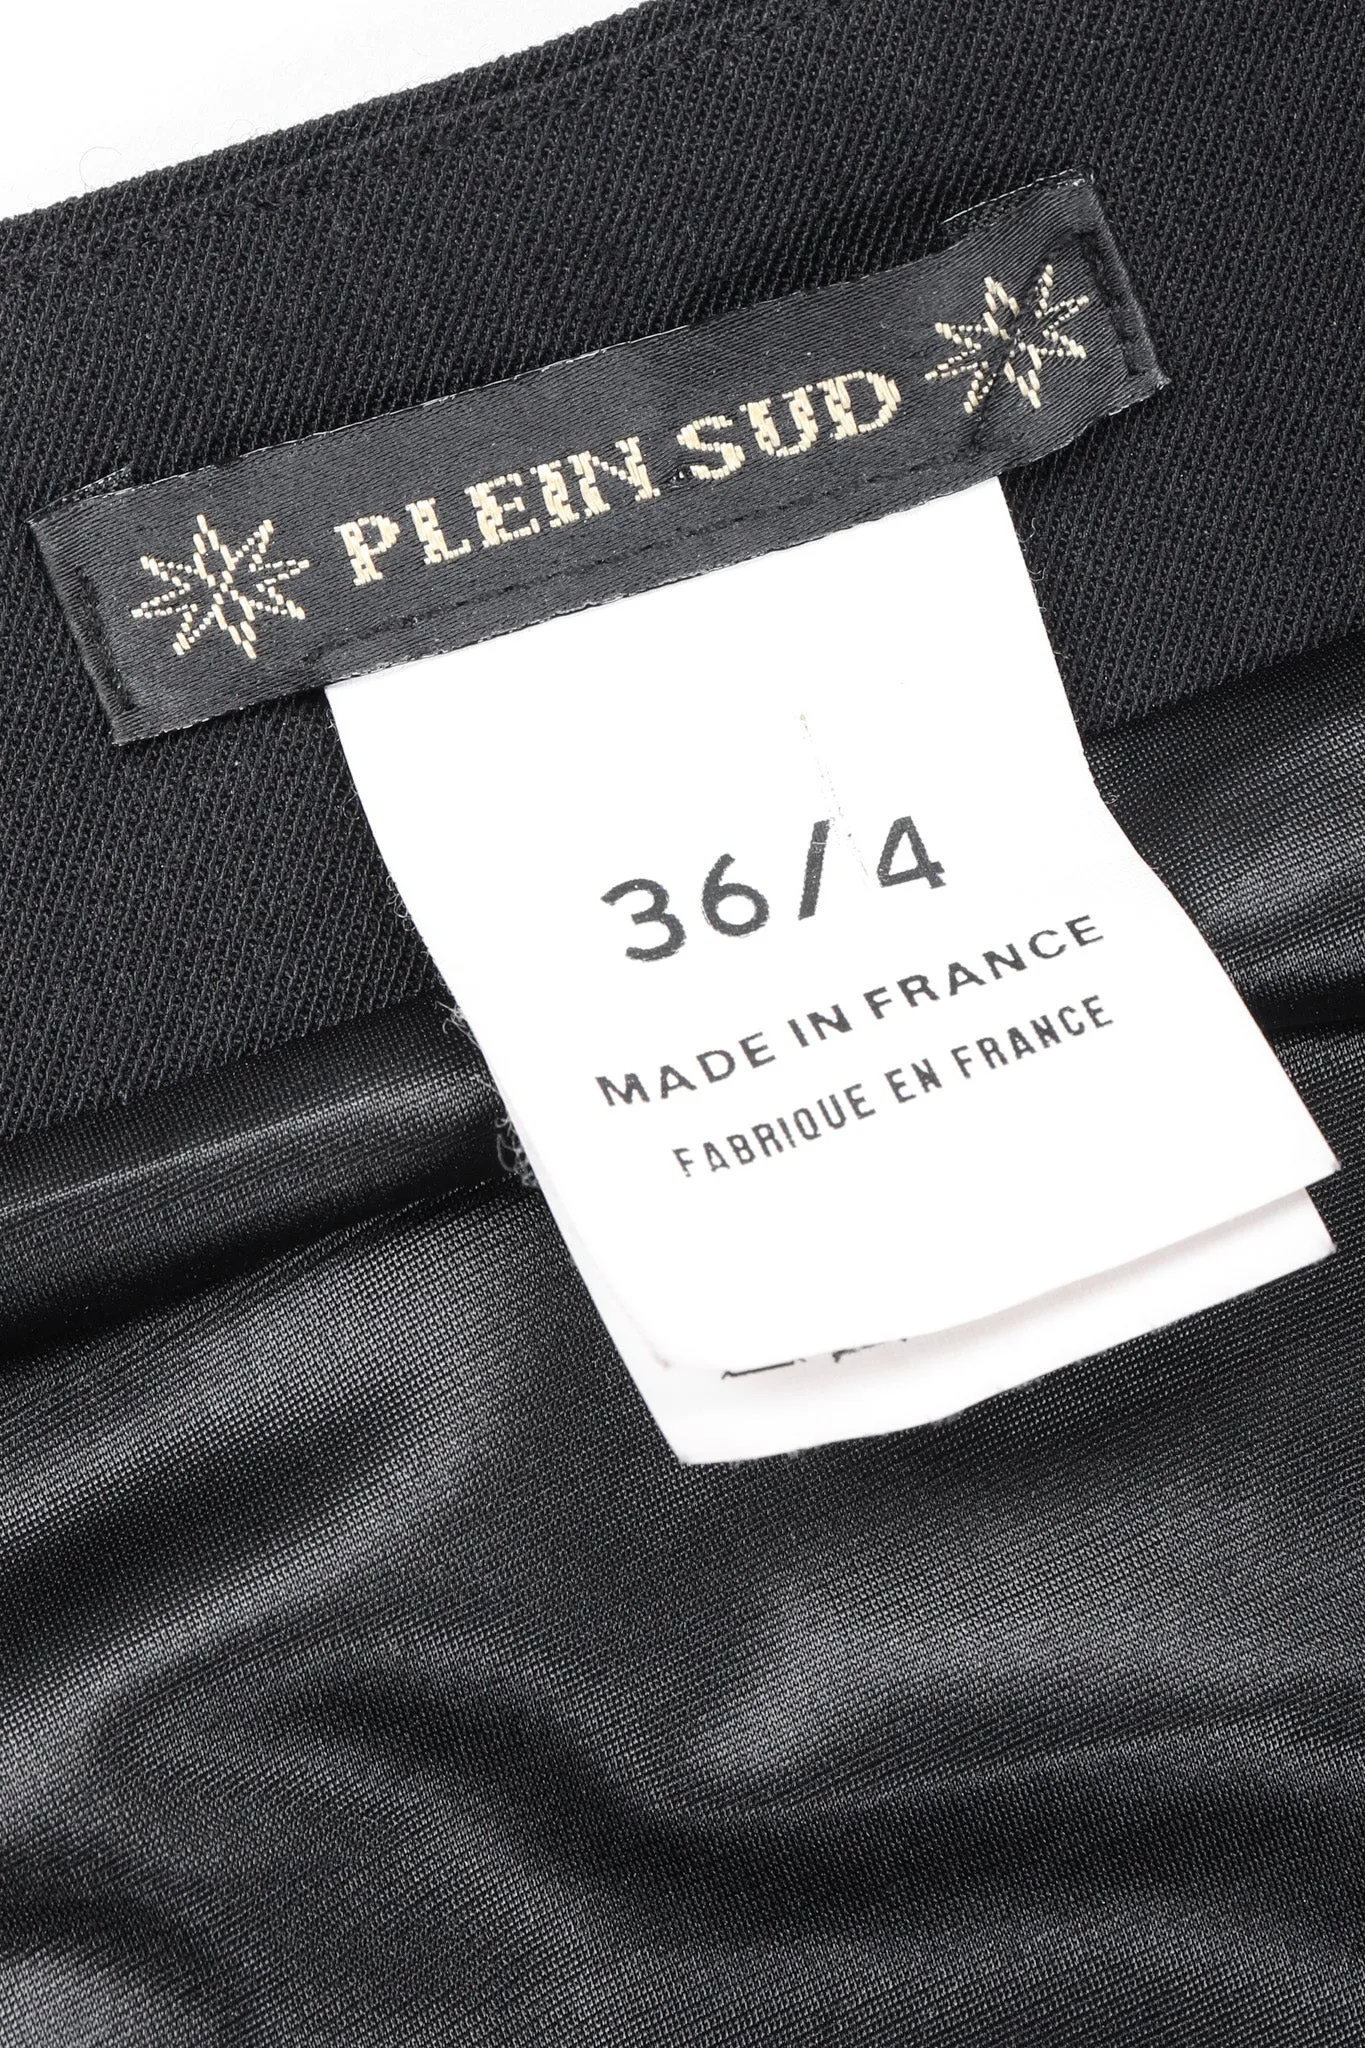 PLEIN SUD
36/4
MADE IN FRANCE
FABRIQUE EN FRANCE